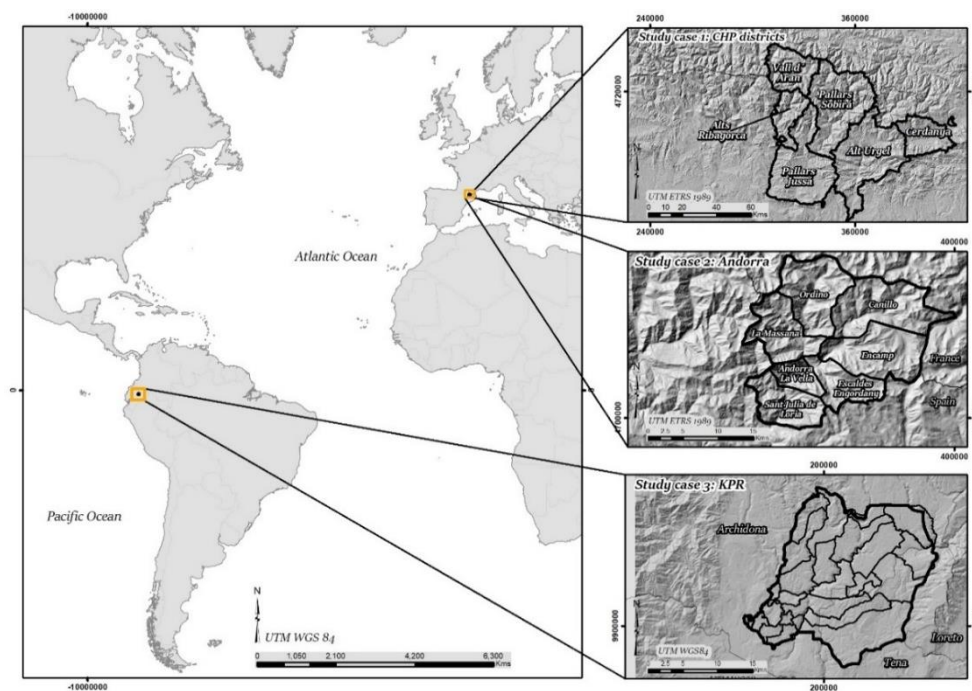 -10000000
Atlantic Ocean
Pacific Ocean
0
0
N
UTM WGS 84
0 1,050 2,100 4,200 6,300
Kms
-10000000
240000 360000
Study case 1: CHP districts
Vall d'
Aran
Pallars
Sobirà
4720000
Alta
Ribagorca
Cerdanya
Alt Urgel
Pallars
Jussa
UTM ETRS 1989
0 10 20 40 60
Kms
240000 360000
400000
Study case 2: Andorra
Ordino
Canillo
La Massana
Encamp
France
Andorra
La Vella
Escaldes
Engordany
Spain
Sant Julia de
Loria
UTM ETRS 1989
0 2.5 5 10 15
Kms
400000
200000
Study case 3: KPR
Archidona
N
9900000
Loreto
UTM WGS84
Tena
0 2.5 5 10 15
Kms
200000